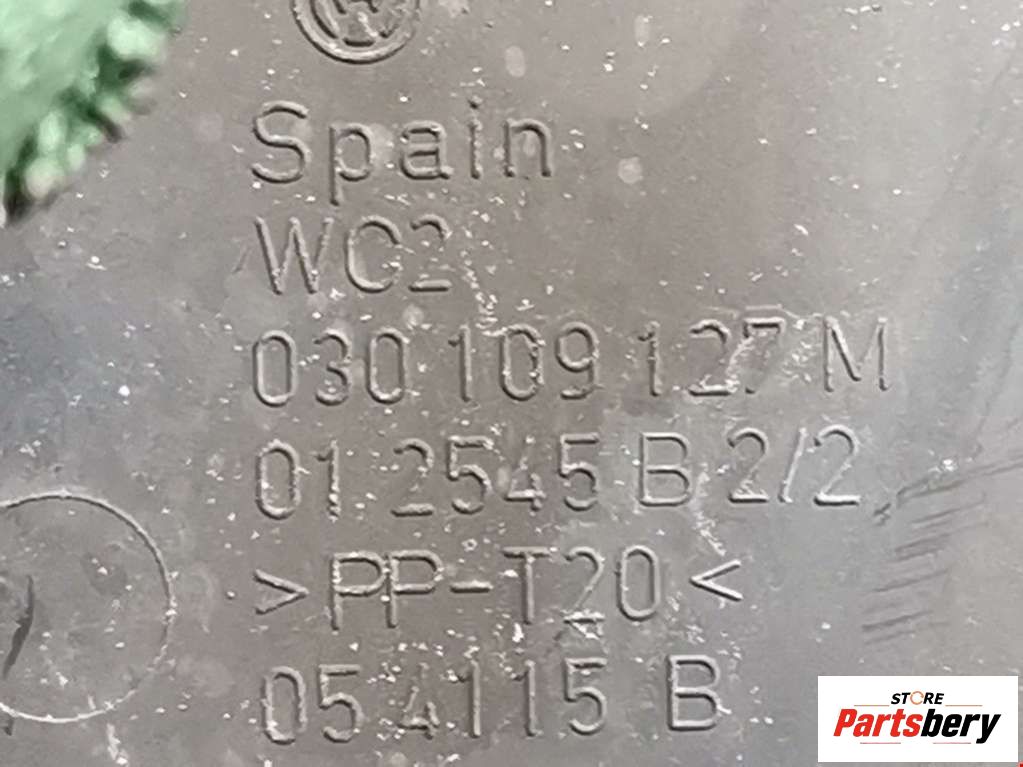 Spain
WC2
030 109 127 M
01 2545 B 2/2
>PP-T20<
054115 B
STORE
Partsbery